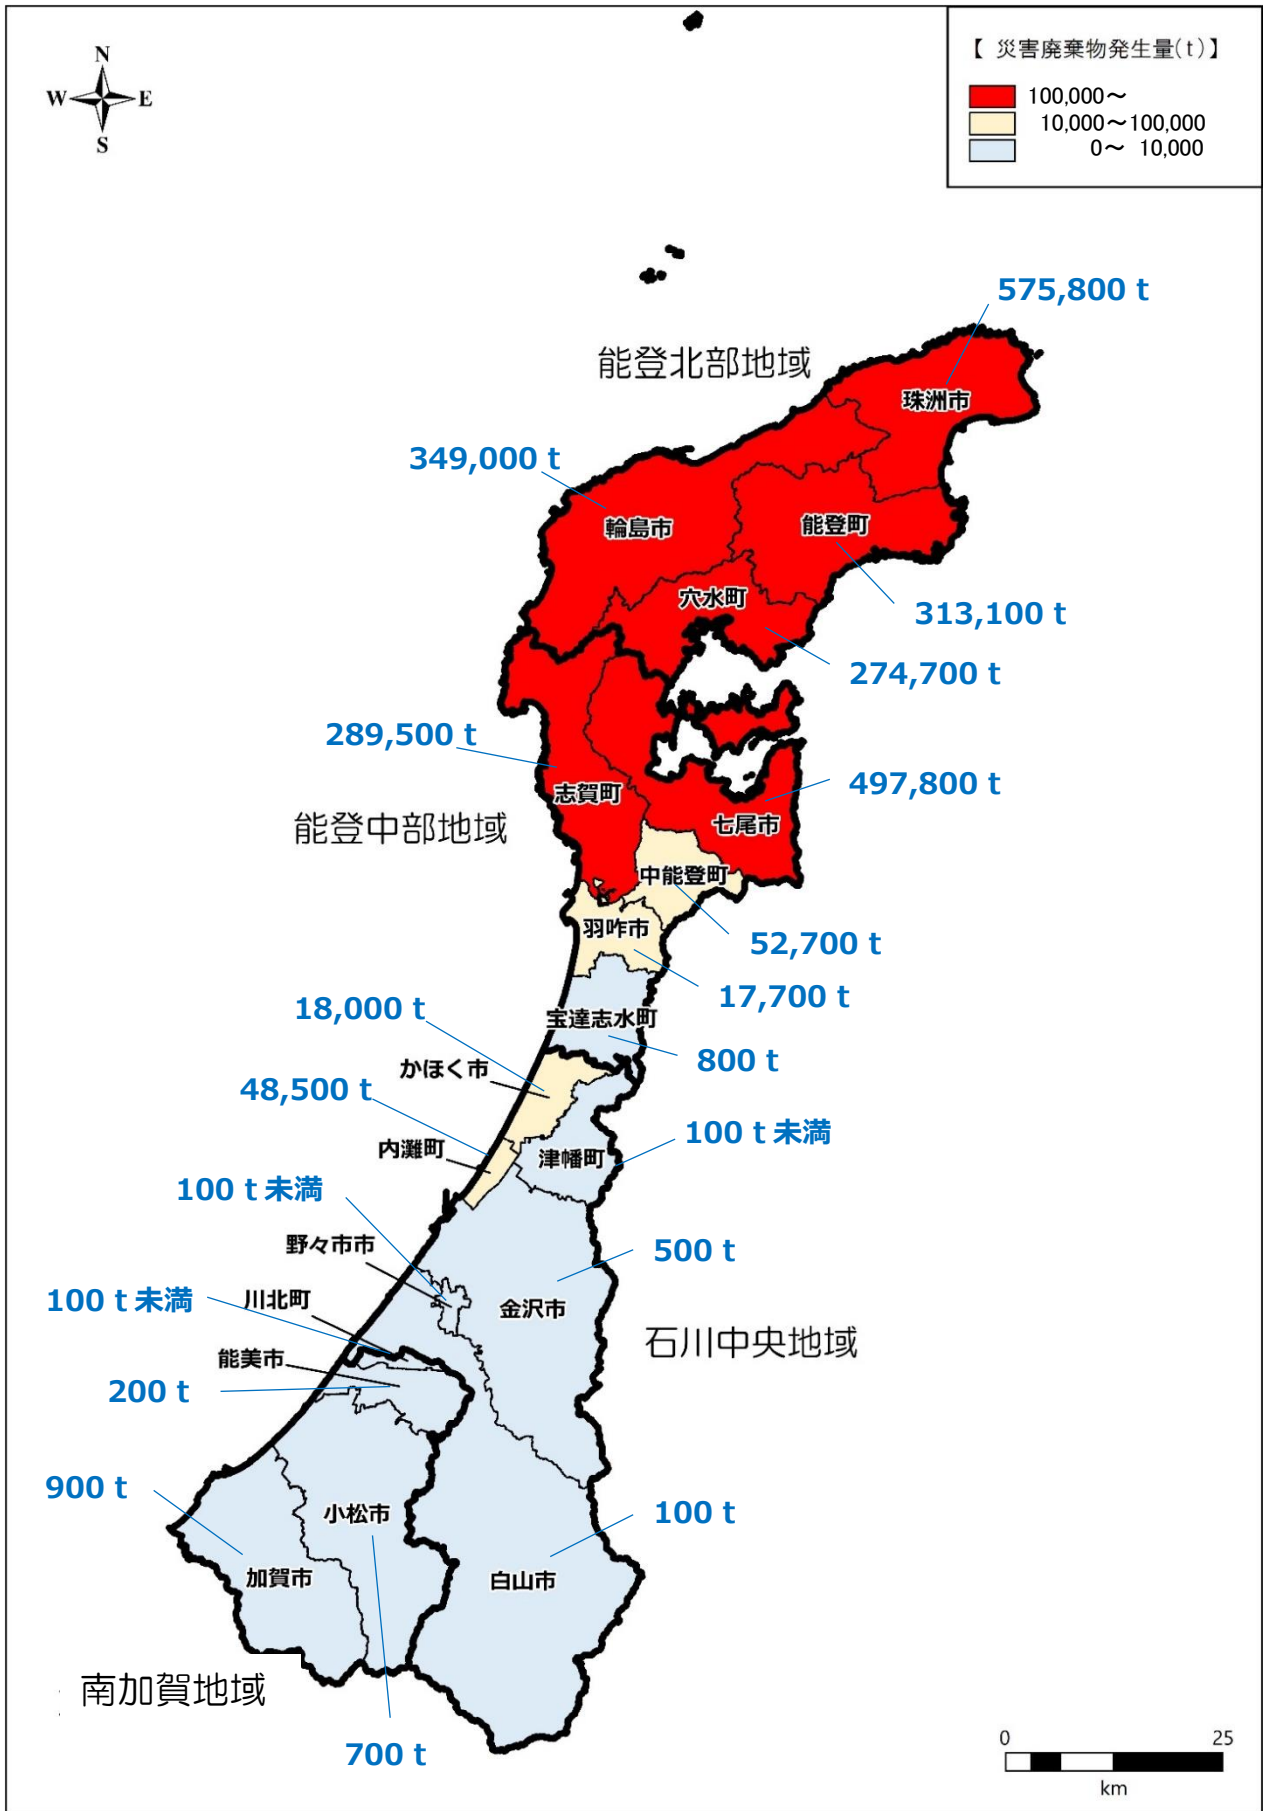 N
W E
S
【 災害廃棄物発生量(t)】
100,000～
10,000～100,000
0～ 10,000
575,800 t
能登北部地域
珠洲市
349,000 t
輪島市
能登町
穴水町
313,100 t
274,700 t
289,500 t
志賀町
497,800 t
七尾市
能登中部地域
中能登町
羽咋市
52,700 t
17,700 t
18,000 t
宝達志水町
800 t
かほく市
48,500 t
100 t 未満
内灘町
津幡町
100 t 未満
野々市市
500 t
川北町
100 t 未満
金沢市
石川中央地域
能美市
200 t
900 t
小松市
100 t
加賀市
白山市
南加賀地域
700 t
0 25
km